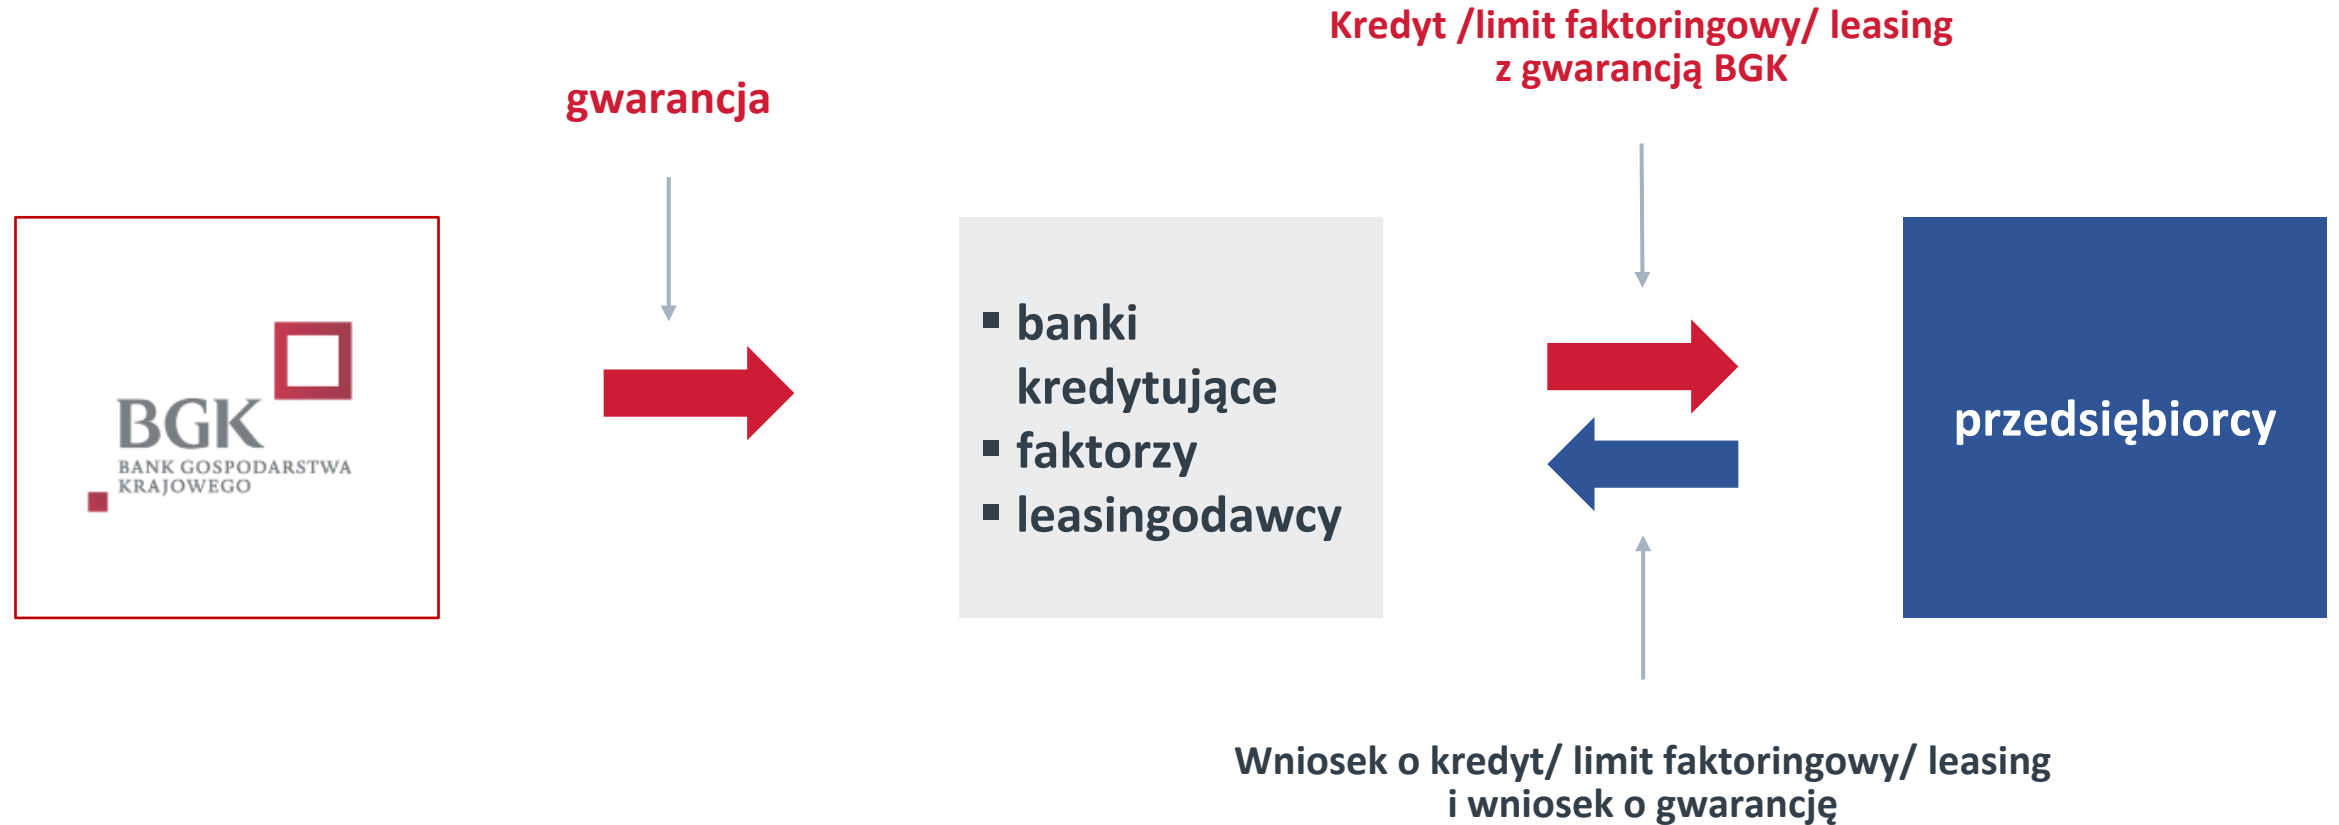 Kredyt /limit faktoringowy/ leasing
z gwarancją BGK
gwarancja
BGK
BANK GOSPODARSTWA
KRAJOWEGO
▪ banki
kredytujące
▪ faktorzy
▪ leasingodawcy
przedsiębiorcy
Wniosek o kredyt/ limit faktoringowy/ leasing
i wniosek o gwarancję